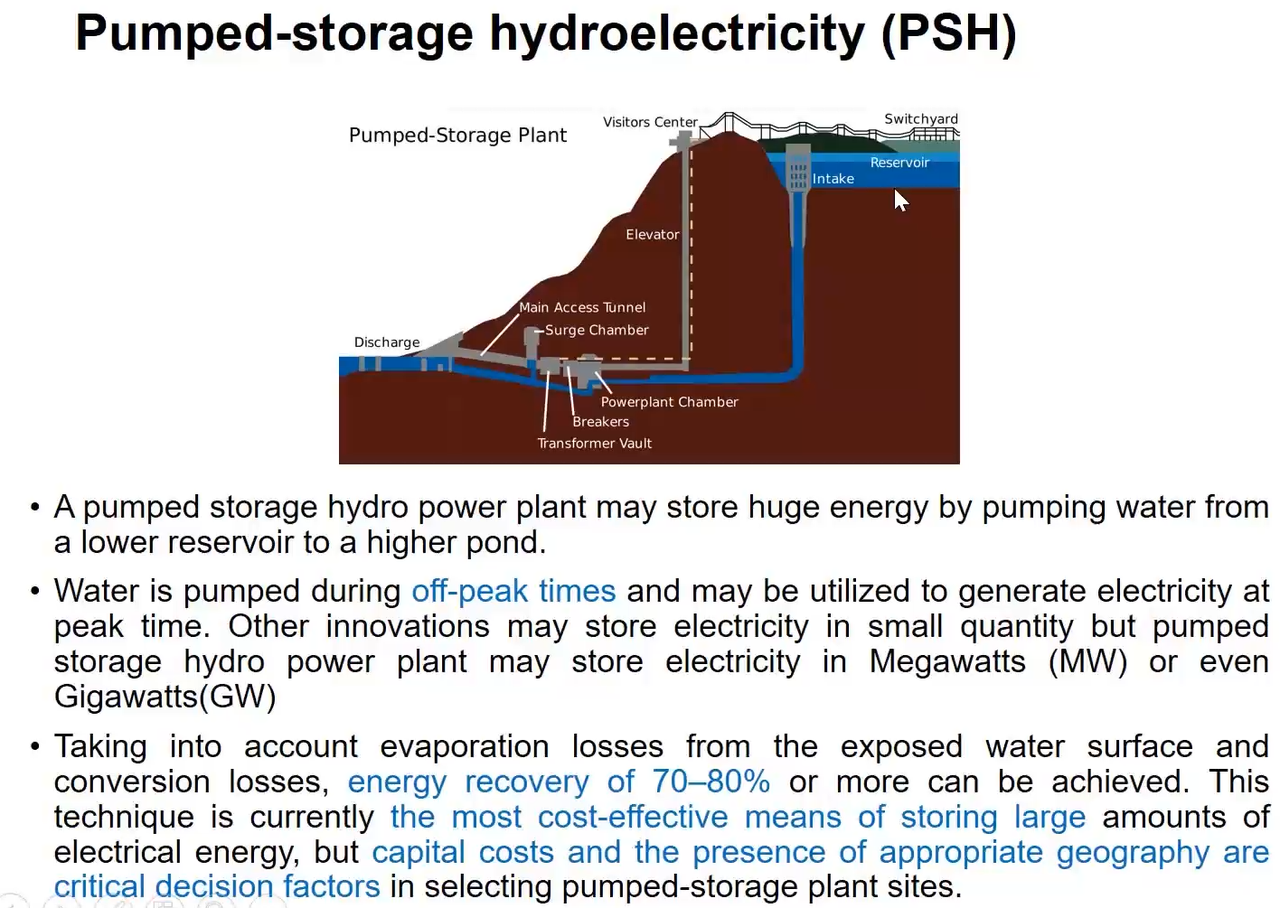 Pumped-storage hydroelectricity (PSH)
Pumped-Storage Plant
Visitors Center
Switchyard
Reservoir
Intake
Elevator
Main Access Tunnel
Surge Chamber
Discharge
Powerplant Chamber
Breakers
Transformer Vault
• A pumped storage hydro power plant may store huge energy by pumping water from
a lower reservoir to a higher pond.
• Water is pumped during off-peak times and may be utilized to generate electricity at
peak time. Other innovations may store electricity in small quantity but pumped
storage hydro power plant may store electricity in Megawatts (MW) or even
Gigawatts(GW)
• Taking into account evaporation losses from the exposed water surface and
conversion losses, energy recovery of 70–80% or more can be achieved. This
technique is currently the most cost-effective means of storing large amounts of
electrical energy, but capital costs and the presence of appropriate geography are
critical decision factors in selecting pumped-storage plant sites.